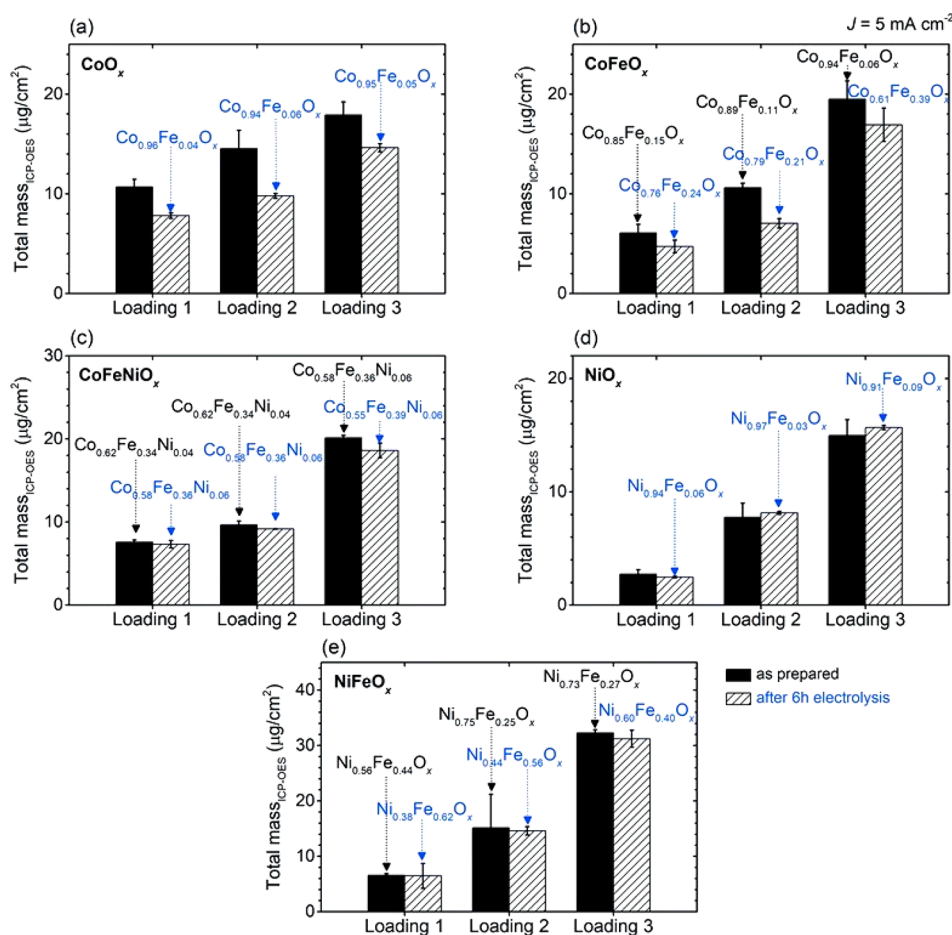 (a)
CoOₓ
Total mass_ICP-OES (µg/cm²)
20
10
0
Co₀.₉₆Fe₀.₀₄Oₓ
Co₀.₉₄Fe₀.₀₆Oₓ
Co₀.₉₅Fe₀.₀₅Oₓ
Loading 1 Loading 2 Loading 3
(b)
J = 5 mA cm⁻²
CoFeOₓ
Total mass_ICP-OES (µg/cm²)
20
10
0
Co₀.₈₅Fe₀.₁₅Oₓ
Co₀.₇₆Fe₀.₂₄Oₓ
Co₀.₈₉Fe₀.₁₁Oₓ
Co₀.₇₉Fe₀.₂₁Oₓ
Co₀.₉₄Fe₀.₀₆Oₓ
Co₀.₆₁Fe₀.₃₉Oₓ
Loading 1 Loading 2 Loading 3
(c)
CoFeNiOₓ
Total mass_ICP-OES (µg/cm²)
30
20
10
0
Co₀.₆₂Fe₀.₃₄Ni₀.₀₄
Co₀.₅₈Fe₀.₃₆Ni₀.₀₆
Co₀.₆₂Fe₀.₃₄Ni₀.₀₄
Co₀.₅₈Fe₀.₃₆Ni₀.₀₆
Co₀.₅₈Fe₀.₃₆Ni₀.₀₆
Co₀.₅₅Fe₀.₃₉Ni₀.₀₆
Loading 1 Loading 2 Loading 3
(d)
NiOₓ
Total mass_ICP-OES (µg/cm²)
20
10
0
Ni₀.₉₄Fe₀.₀₆Oₓ
Ni₀.₉₇Fe₀.₀₃Oₓ
Ni₀.₉₁Fe₀.₀₉Oₓ
Loading 1 Loading 2 Loading 3
(e)
NiFeOₓ
Total mass_ICP-OES (µg/cm²)
40
30
20
10
0
Ni₀.₅₆Fe₀.₄₄Oₓ
Ni₀.₃₈Fe₀.₆₂Oₓ
Ni₀.₇₅Fe₀.₂₅Oₓ
Ni₀.₄₄Fe₀.₅₆Oₓ
Ni₀.₇₃Fe₀.₂₇Oₓ
Ni₀.₆₀Fe₀.₄₀Oₓ
Loading 1 Loading 2 Loading 3
as prepared
after 6h electrolysis